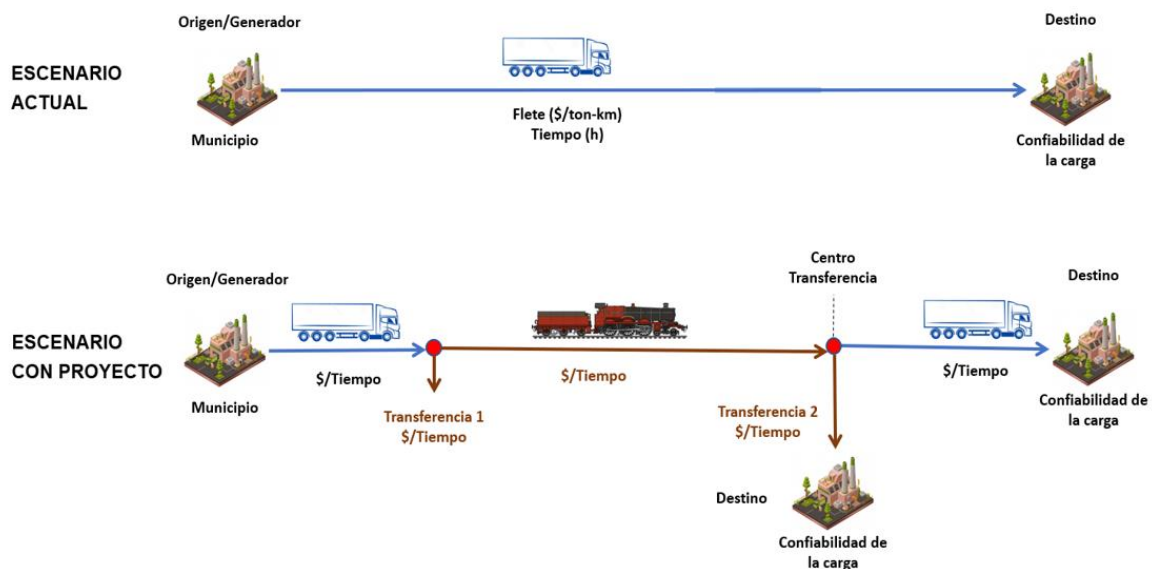 Origen/Generador
Destino
ESCENARIO
ACTUAL
Flete ($/ton-km)
Tiempo (h)
Municipio
Confiabilidad de
la carga
Centro
Transferencia
Origen/Generador
Destino
ESCENARIO
CON PROYECTO
$/Tiempo
$/Tiempo
$/Tiempo
Municipio
Transferencia 1
$/Tiempo
Transferencia 2
$/Tiempo
Confiabilidad de
la carga
Destino
Confiabilidad de
la carga